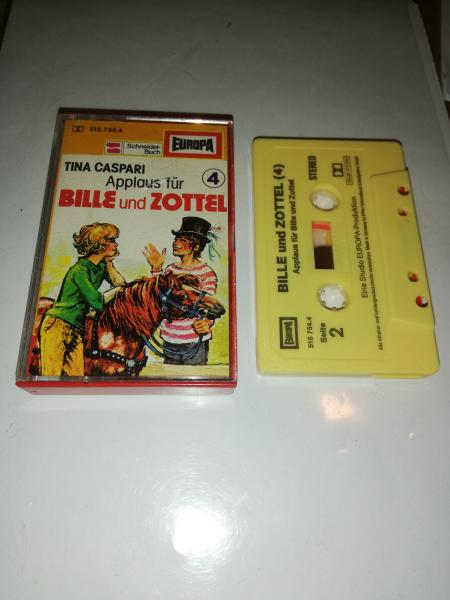 515 754.4
Schneider-
Buch
EUROPA
TINA CASPARI
Applaus für
4
BILLE und ZOTTEL
BILLE und ZOTTEL (4)
Applaus für Bille und Zottel
STEREO
Eine Studio EUROPA-Produktion
EUROPA
515 754.4
Seite
2